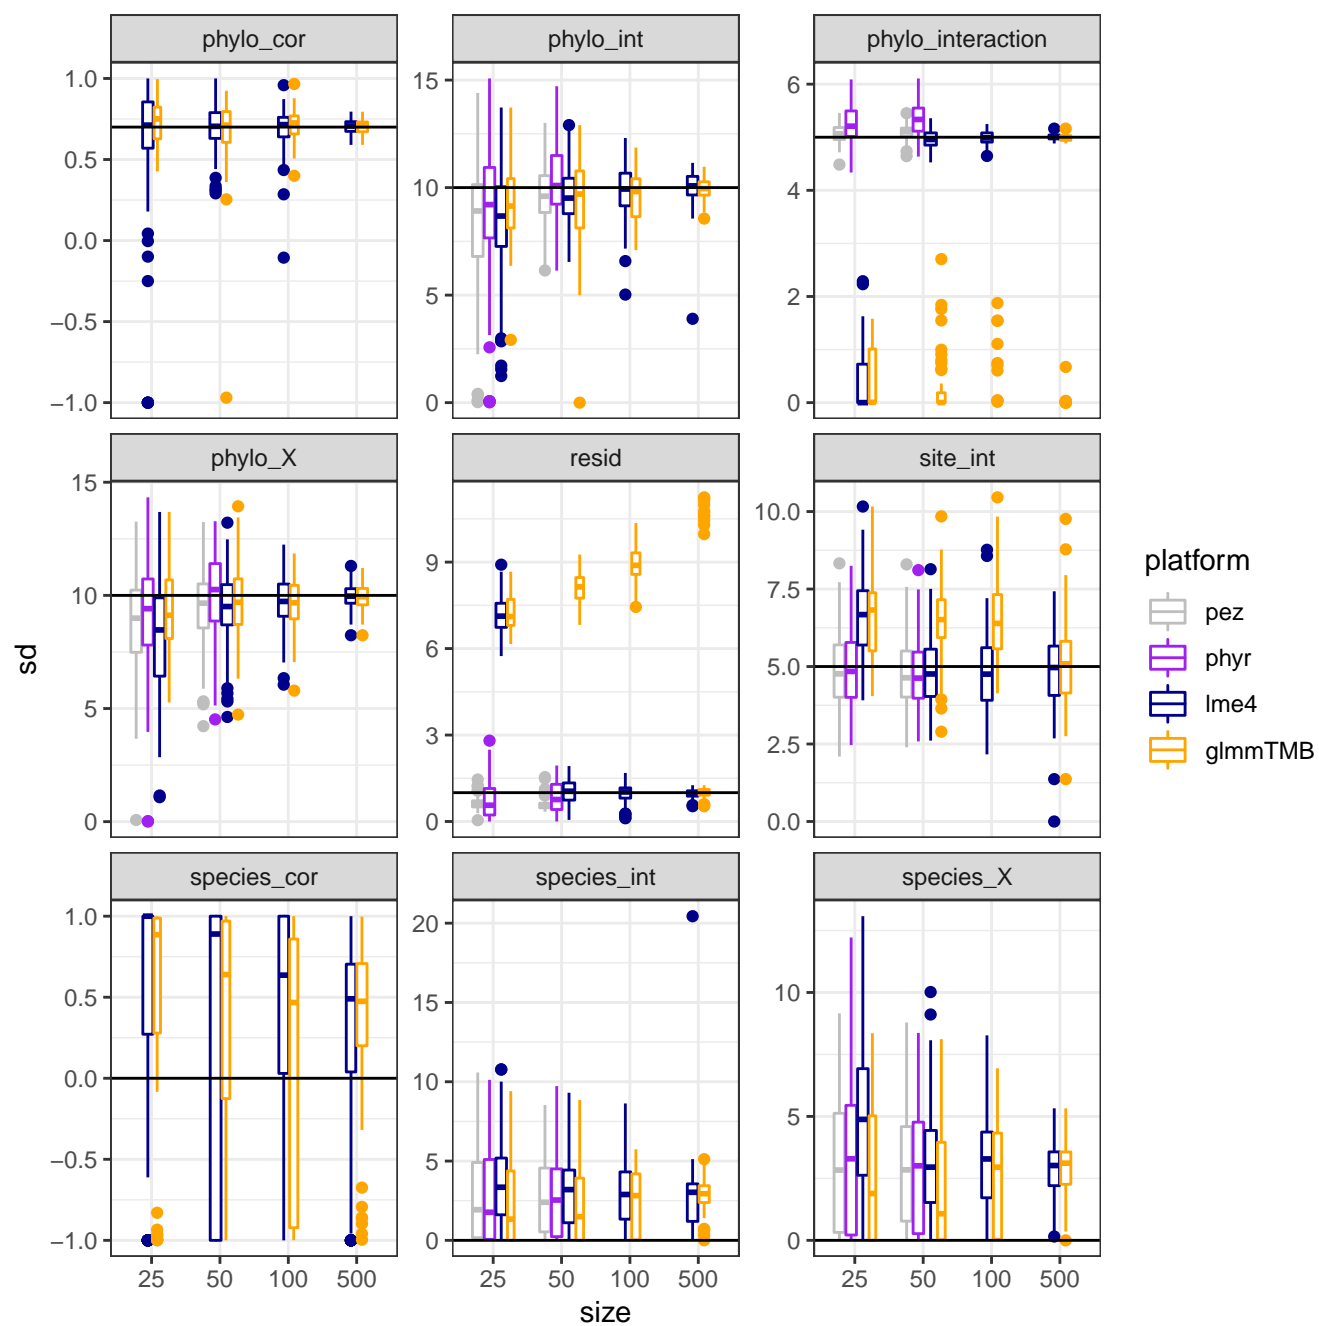 phylo_cor
phylo_int
phylo_interaction
1.0
0.5
0.0
−0.5
−1.0
15
10
5
0
6
4
2
0
phylo_X
resid
site_int
15
10
5
0
9
6
3
0
10.0
7.5
5.0
2.5
0.0
species_cor
species_int
species_X
1.0
0.5
0.0
−0.5
−1.0
20
15
10
5
0
10
5
0
25 50 100 500
25 50 100 500
25 50 100 500
size
sd
platform
pez
phyr
lme4
glmmTMB